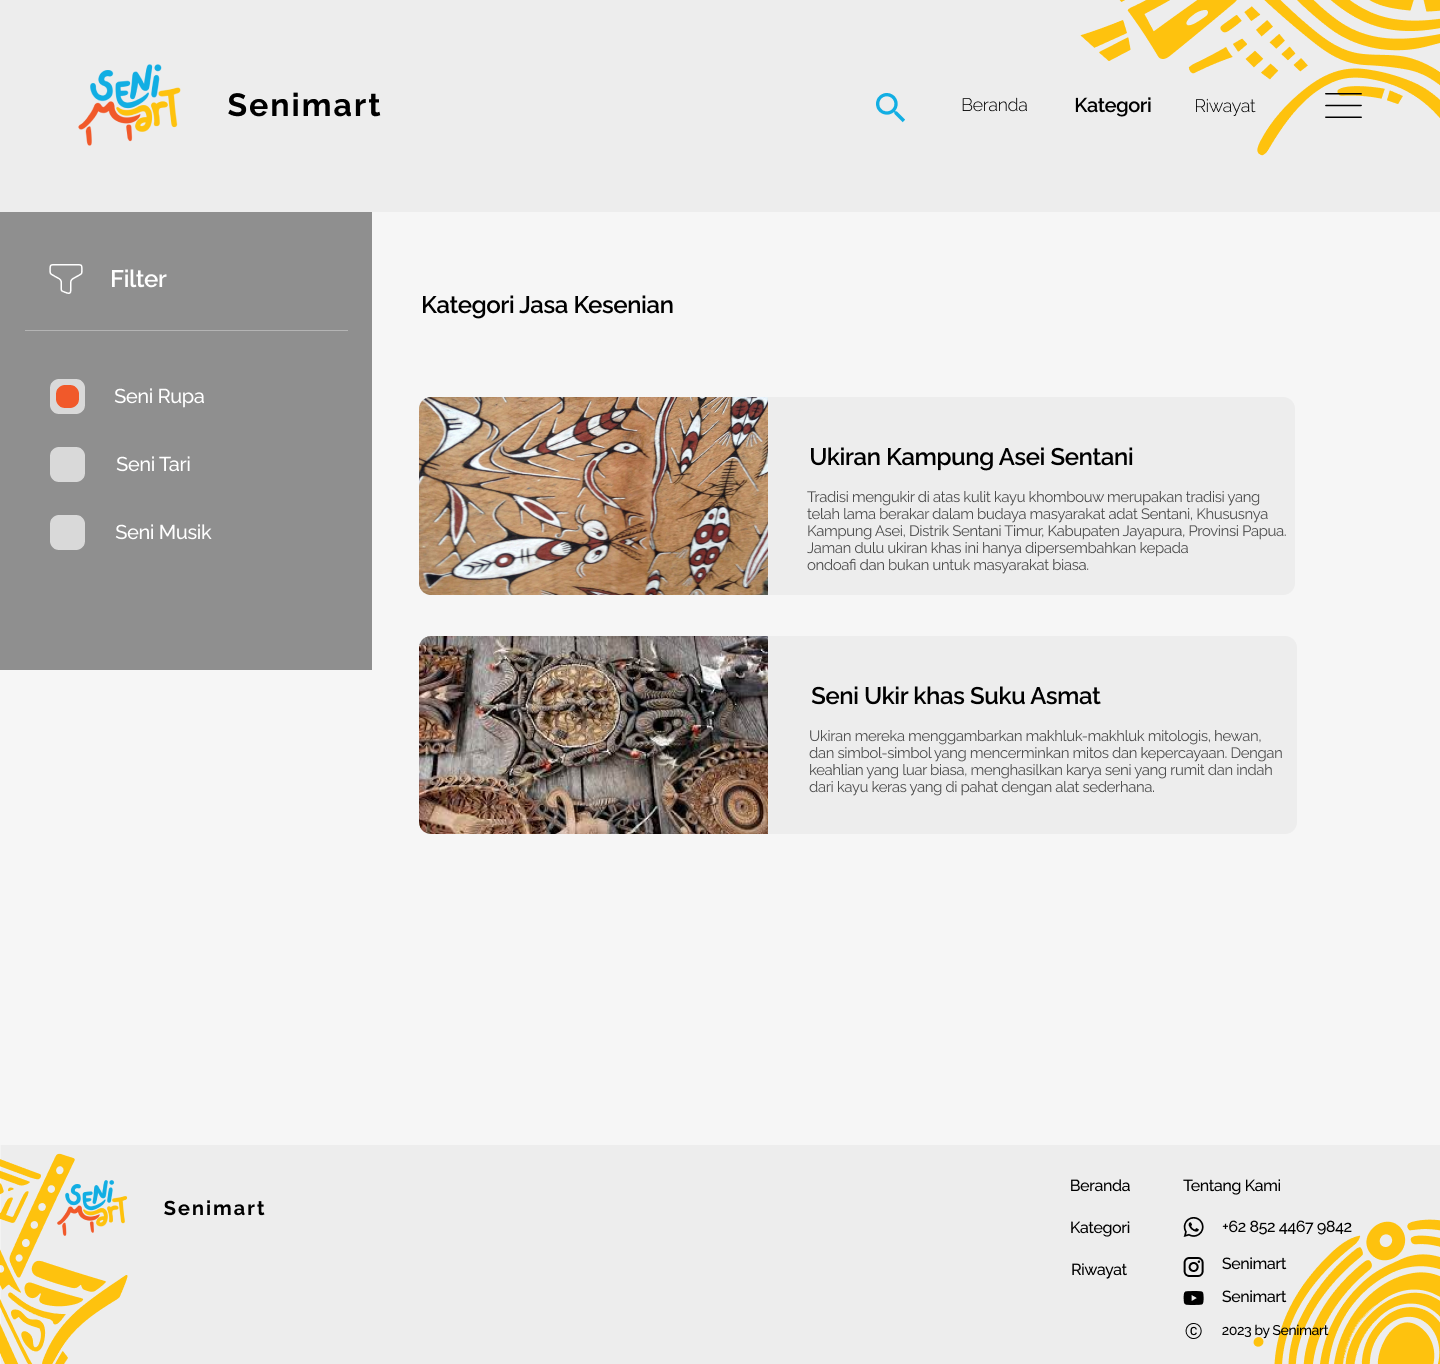 SENI
MART
Senimart
Beranda
Kategori
Riwayat
Filter
Seni Rupa
Seni Tari
Seni Musik
Kategori Jasa Kesenian
Ukiran Kampung Asei Sentani
Tradisi mengukir di atas kulit kayu khombouw merupakan tradisi yang
telah lama berakar dalam budaya masyarakat adat Sentani, Khususnya
Kampung Asei, Distrik Sentani Timur, Kabupaten Jayapura, Provinsi Papua.
Jaman dulu ukiran khas ini hanya dipersembahkan kepada
ondoafi dan bukan untuk masyarakat biasa.
Seni Ukir khas Suku Asmat
Ukiran mereka menggambarkan makhluk-makhluk mitologis, hewan,
dan simbol-simbol yang mencerminkan mitos dan kepercayaan. Dengan
keahlian yang luar biasa, menghasilkan karya seni yang rumit dan indah
dari kayu keras yang di pahat dengan alat sederhana.
SENI
MART
Senimart
Beranda
Kategori
Riwayat
Tentang Kami
+62 852 4467 9842
Senimart
Senimart
© 2023 by Senimart